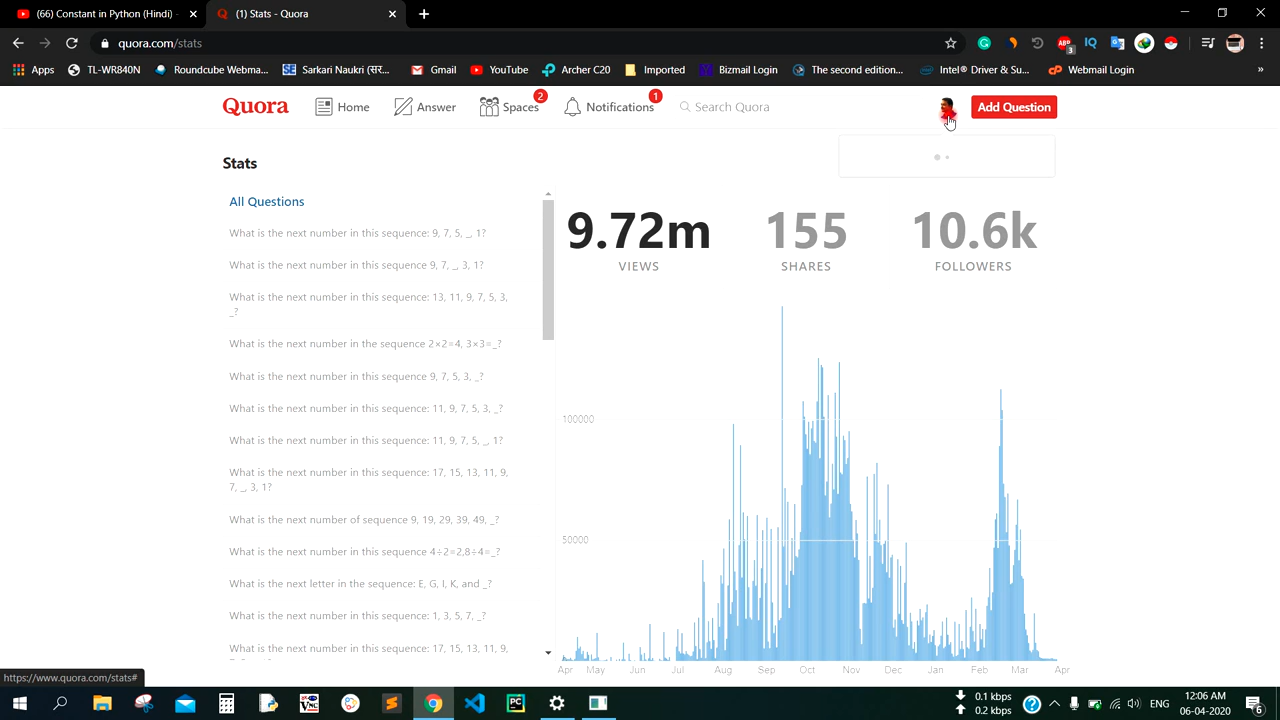 (66) Constant in Python (Hindi) -
(1) Stats - Quora
quora.com/stats
Apps
TL-WR840N
Roundcube Webma...
Sarkari Naukri (सर...
YouTube
Archer C20
Imported
Bizmail Login
The second edition...
Intel® Driver & Su...
Webmail Login
»
Quora
Home
Answer
Spaces
2
Notifications
1
Search Quora
Add Question
Stats
All Questions
What is the next number in this sequence: 9, 7, 5, _, 1?
What is the next number in this sequence 9, 7, _, 3, 1?
What is the next number in this sequence: 13, 11, 9, 7, 5, 3,
_?
What is the next number in the sequence 2×2=4, 3×3=_?
What is the next number in this sequence 9, 7, 5, 3, _?
What is the next number in this sequence: 11, 9, 7, 5, 3, _?
What is the next number in this sequence: 11, 9, 7, 5, _, 1?
What is the next number in this sequence: 17, 15, 13, 11, 9,
7, _, 3, 1?
What is the next number of sequence 9, 19, 29, 39, 49, _?
What is the next number in this sequence 4÷2=2,8÷4=_?
What is the next letter in the sequence: E, G, I, K, and _?
What is the next number in this sequence: 1, 3, 5, 7, _?
What is the next number in this sequence: 17, 15, 13, 11, 9,
9.72m
VIEWS
155
SHARES
10.6k
FOLLOWERS
100000
50000
Apr May Jun Jul Aug Sep Oct Nov Dec Jan Feb Mar Apr
https://www.quora.com/stats#
0.1 kbps
0.2 kbps
ENG
12:06 AM
06-04-2020
6